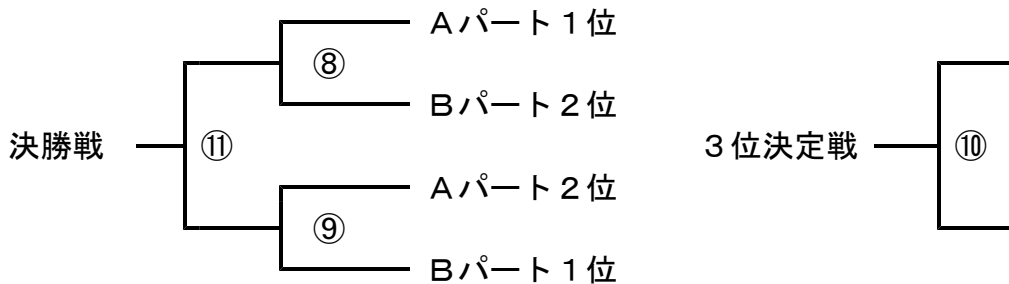 Ａパート１位
⑧
Ｂパート２位
決勝戦 ⑪ ３位決定戦 ⑩
Ａパート２位
⑨
Ｂパート１位